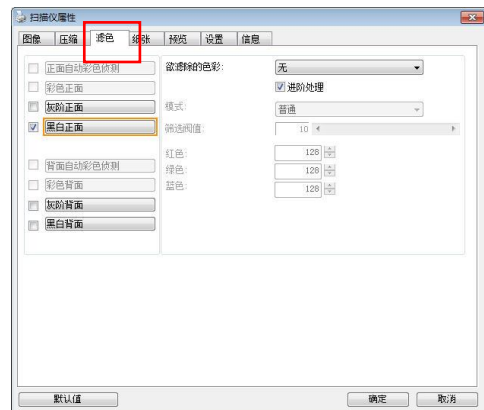 扫描仪属性
图像 压缩 滤色 纸张 预览 设置 信息
正面自动彩色侦测
彩色正面
灰阶正面
黑白正面
背面自动彩色侦测
彩色背面
灰阶背面
黑白背面
欲滤除的色彩: 无
进阶处理
模式: 普通
筛选阀值: 10
红色: 128
绿色: 128
蓝色: 128
默认值 确定 取消